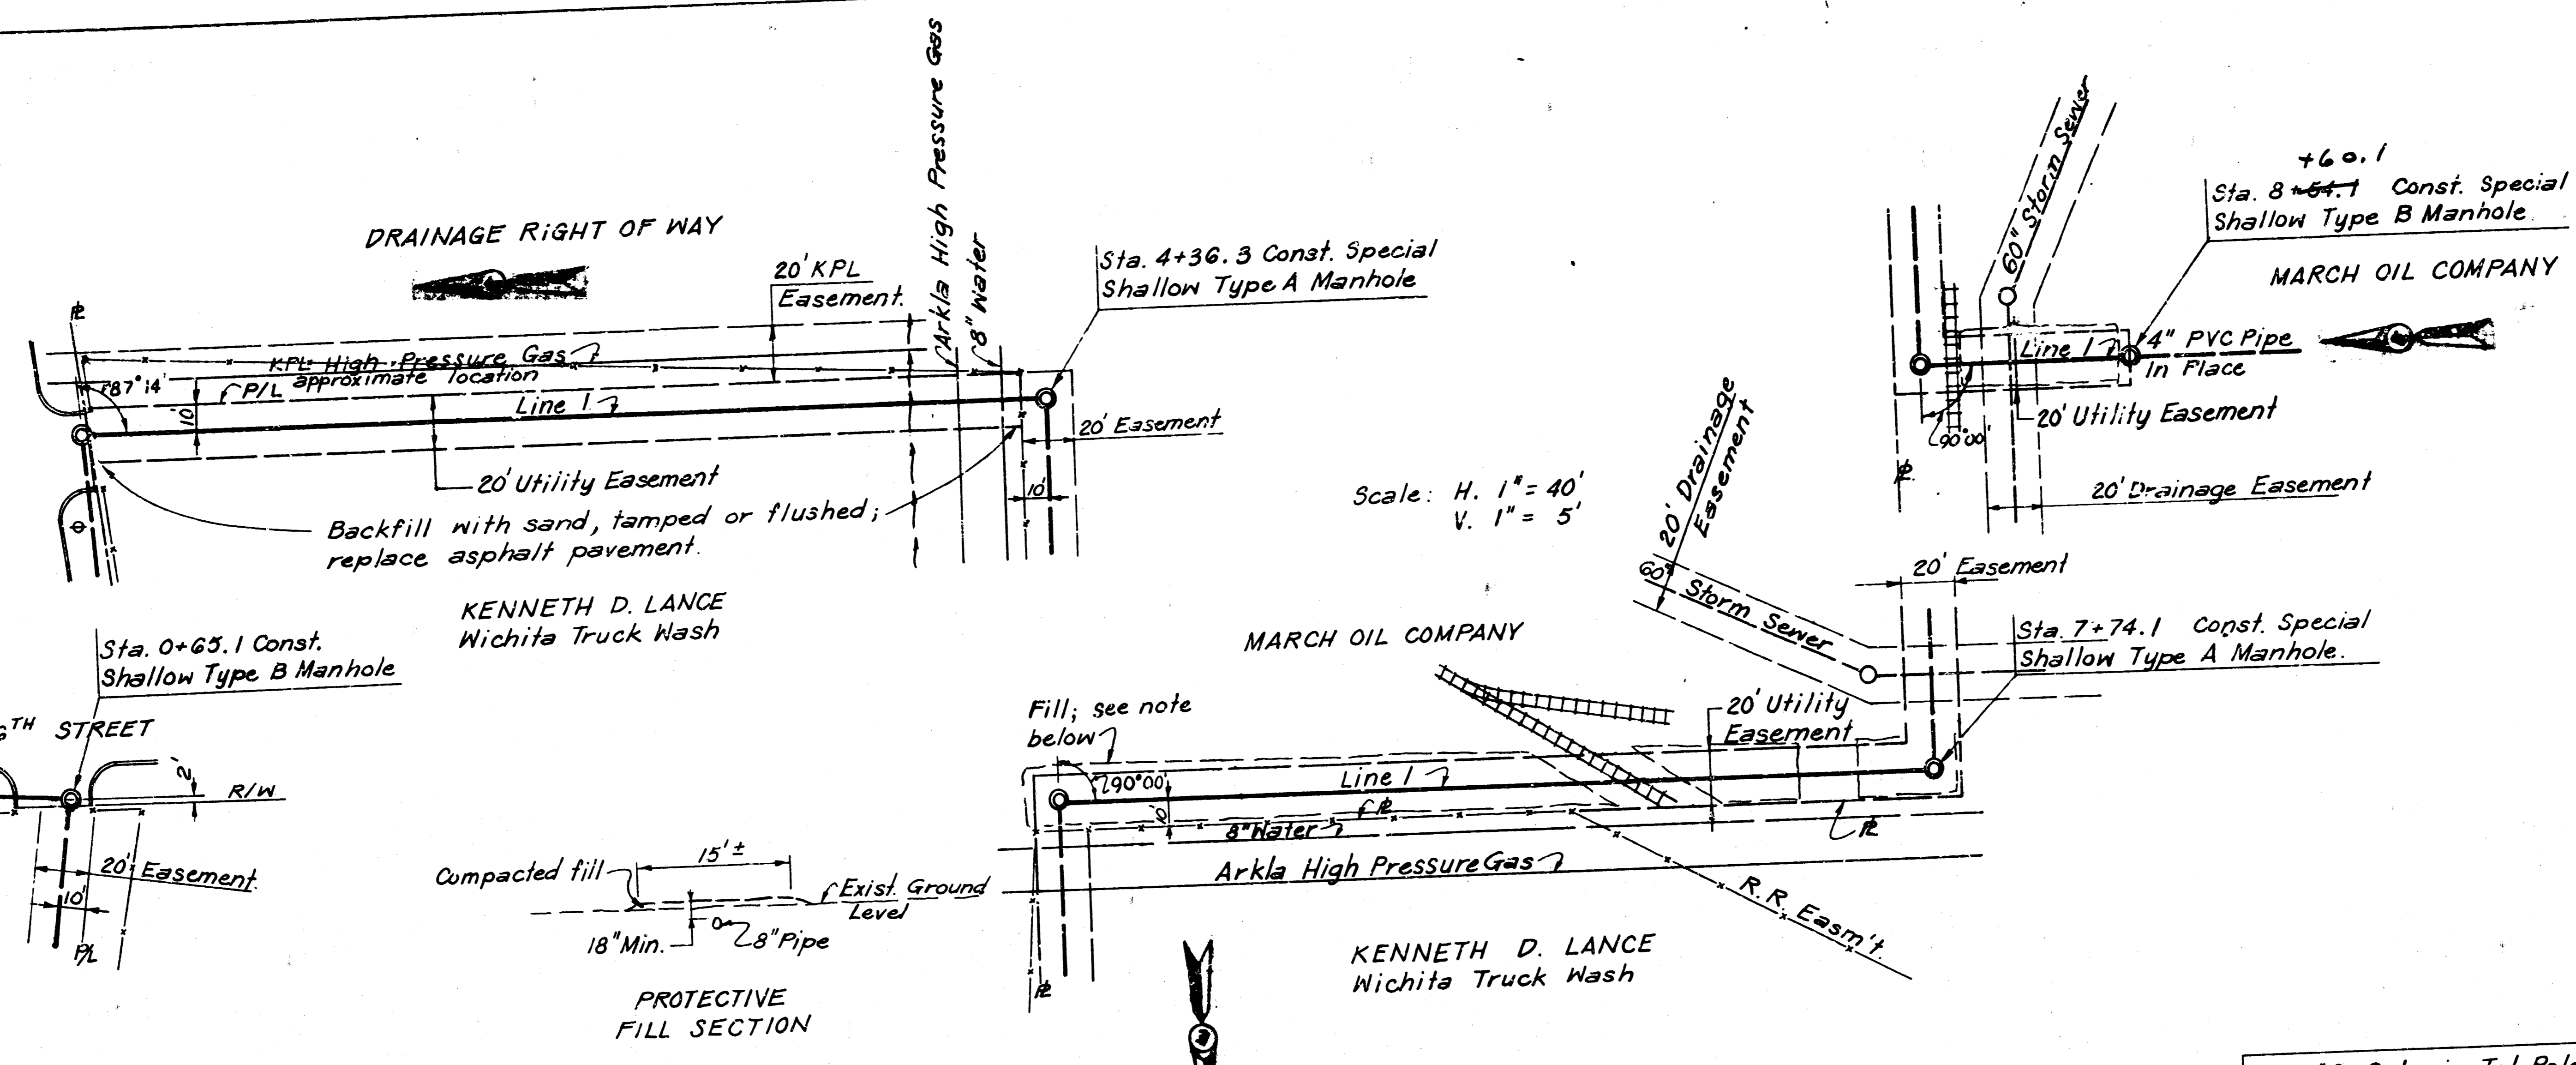 DRAINAGE RIGHT OF WAY
20' KPL
Easement.
Arkla High Pressure Gas
8" Water
Sta. 4+36.3 Const. Special
Shallow Type A Manhole
KPL High Pressure Gas
approximate location
87° 14'
P/L
10'
Line 1
20' Easement
10'
20' Utility Easement
Backfill with sand, tamped or flushed;
replace asphalt pavement.
KENNETH D. LANCE
Wichita Truck Wash
Sta. 0+65.1 Const.
Shallow Type B Manhole
6TH STREET
2'
R/W
20' Easement
10'
P/L
Compacted fill
15' ±
Exist. Ground
Level
18" Min.
8" Pipe
PROTECTIVE
FILL SECTION
Scale: H. 1" = 40'
V. 1" = 5'
MARCH OIL COMPANY
Fill; see note
below
90°00'
10'
Line 1
8" Water
Arkla High Pressure Gas
R.R. Easm't.
KENNETH D. LANCE
Wichita Truck Wash
20' Drainage
Easement
60"
Storm Sewer
20' Easement
Sta. 7+74.1 Const. Special
Shallow Type A Manhole.
20' Utility
Easement
60" Storm Sewer
+60.1
Sta. 8+54.1 Const. Special
Shallow Type B Manhole
MARCH OIL COMPANY
Line 1
4" PVC Pipe
In Place
20' Utility Easement
90°00'
20' Drainage Easement